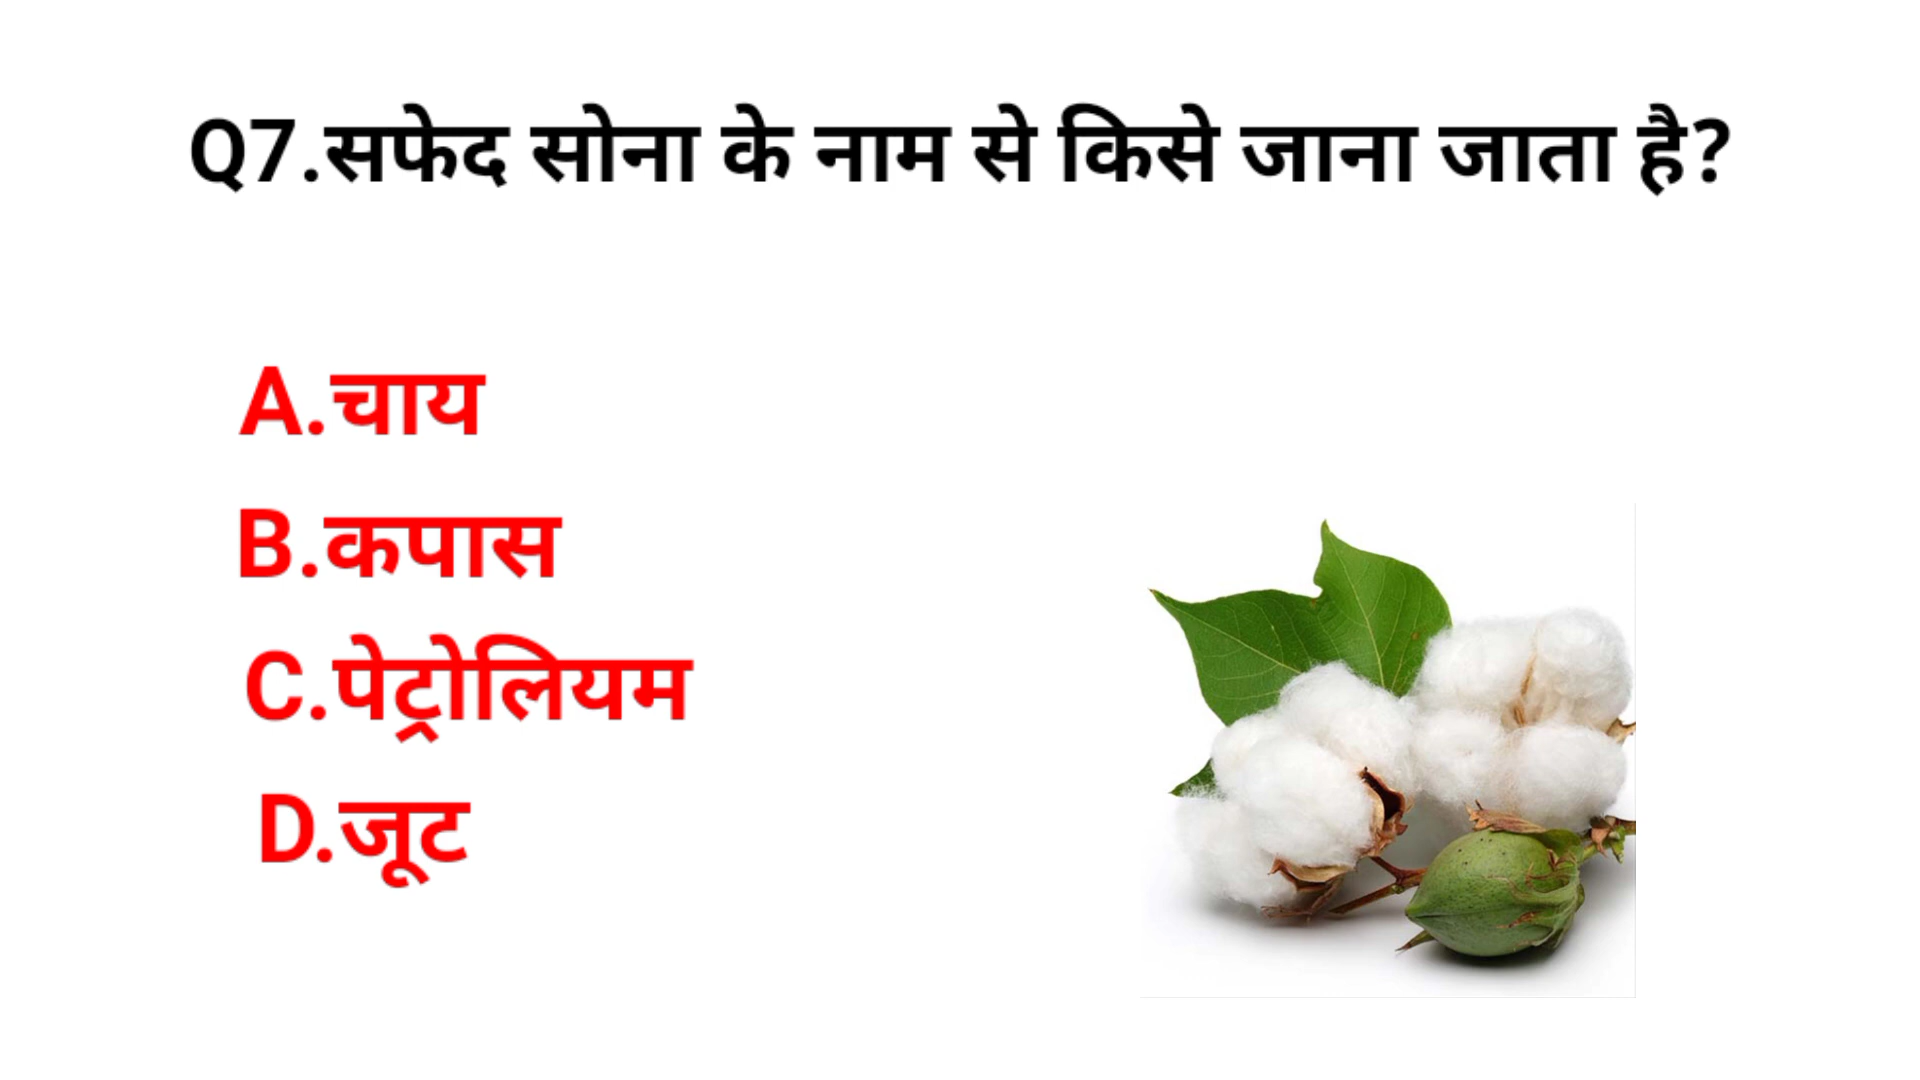 Q7.सफेद सोना के नाम से किसे जाना जाता है?
A.चाय
B.कपास
C.पेट्रोलियम
D.जूट